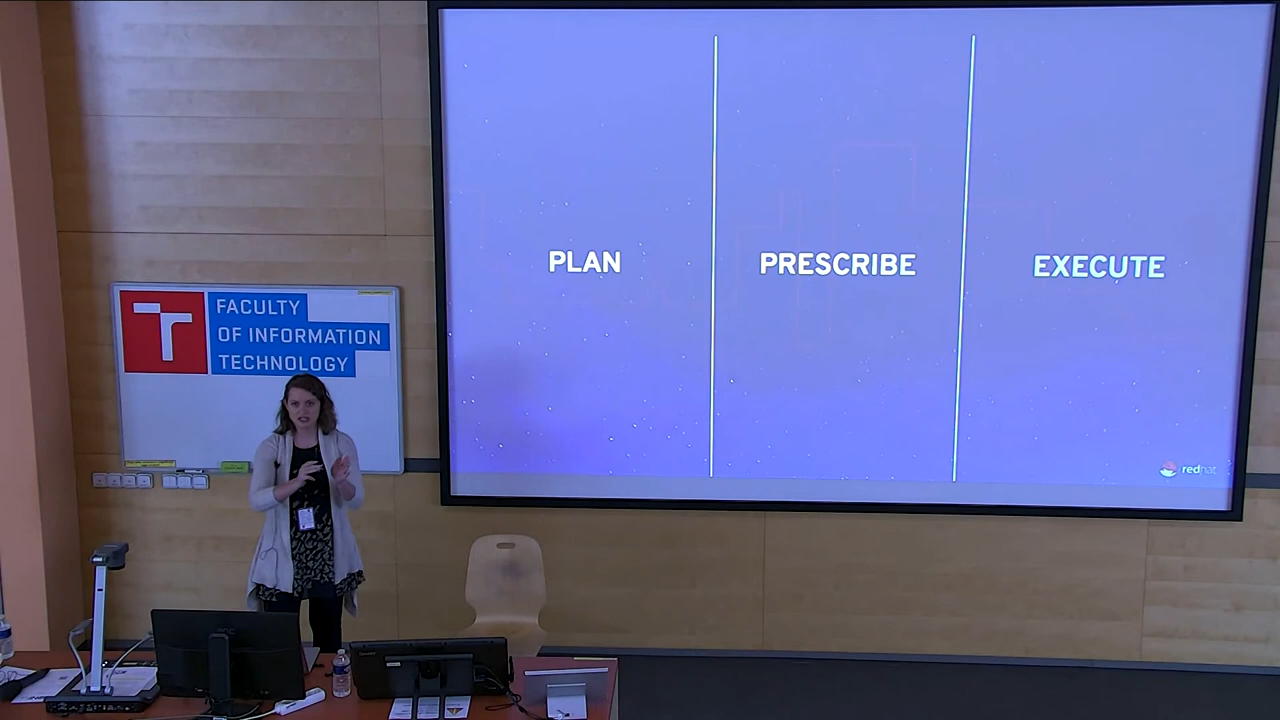 PLAN
PRESCRIBE
EXECUTE
redhat
FACULTY
OF INFORMATION
TECHNOLOGY